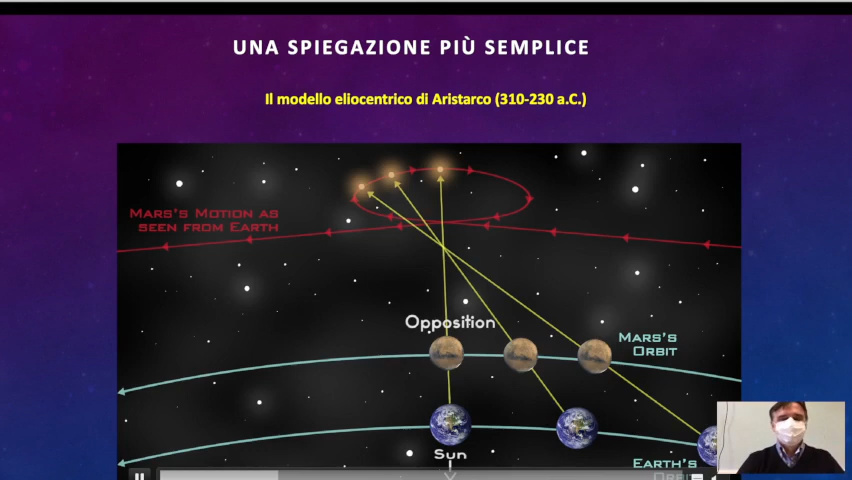 UNA SPIEGAZIONE PIÙ SEMPLICE
Il modello eliocentrico di Aristarco (310-230 a.C.)
MARS'S MOTION AS
SEEN FROM EARTH
Opposition
MARS'S
ORBIT
Sun
EARTH'S